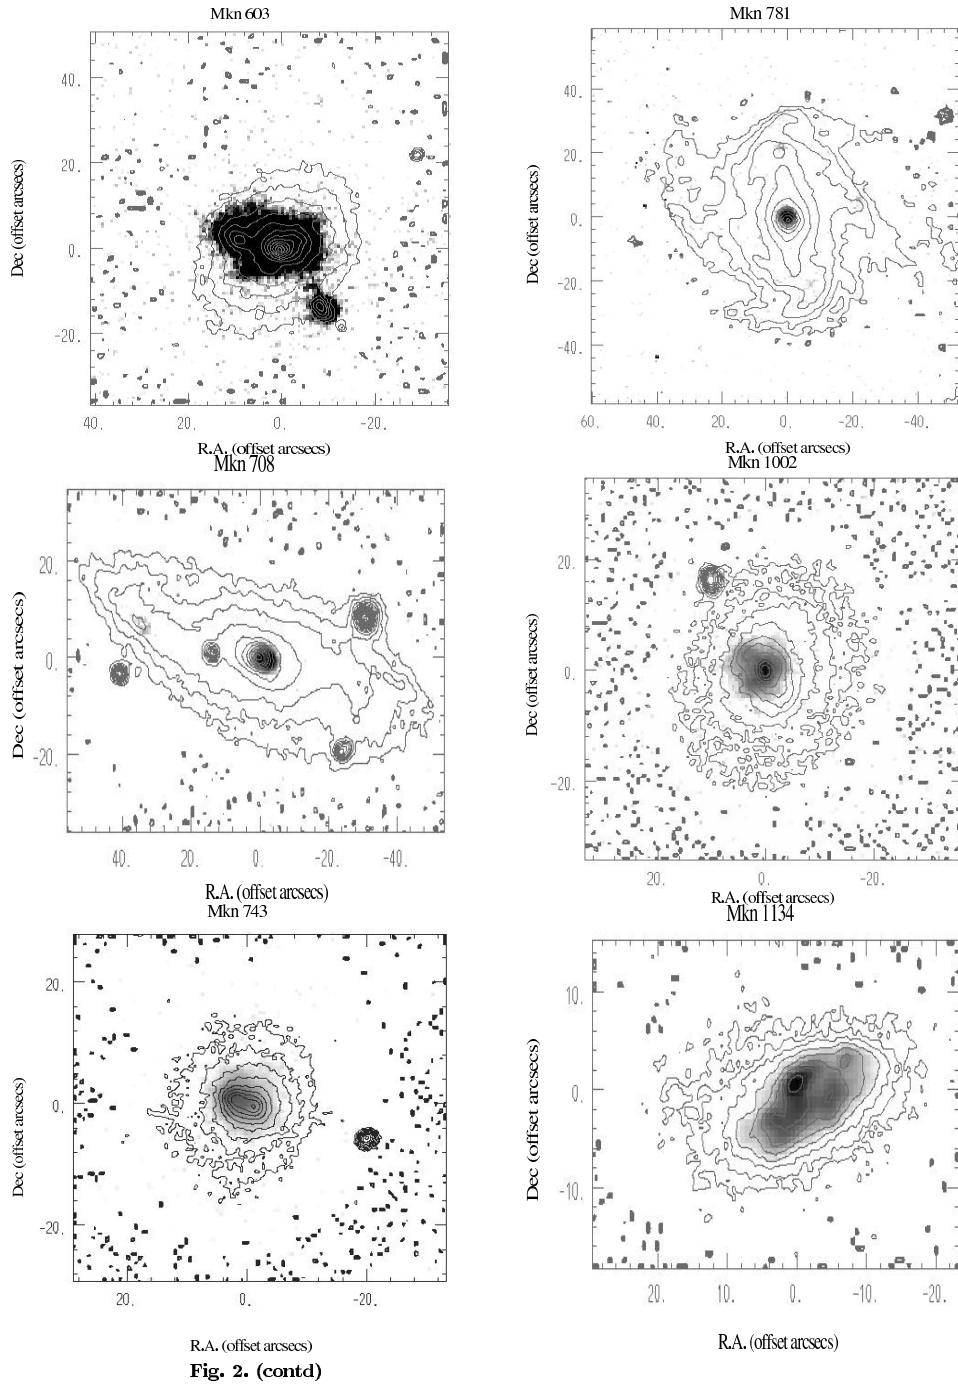 Mkn 603
40.
20.
0.
-20.
Dec (offset arcsecs)
40. 20. 0. -20.
R.A. (offset arcsecs)
Mkn 781
40.
20.
0.
-20.
-40.
Dec (offset arcsecs)
60. 40. 20. 0. -20. -40.
R.A. (offset arcsecs)
Mkn 708
20.
0.
-20.
Dec (offset arcsecs)
40. 20. 0. -20. -40.
R.A. (offset arcsecs)
Mkn 1002
20.
0.
-20.
Dec (offset arcsecs)
20. 0. -20.
R.A. (offset arcsecs)
Mkn 743
20.
0.
-20.
Dec (offset arcsecs)
20. 0. -20.
R.A. (offset arcsecs)
Mkn 1134
10.
0.
-10.
Dec (offset arcsecs)
20. 10. 0. -10. -20.
R.A. (offset arcsecs)
Fig. 2. (contd)